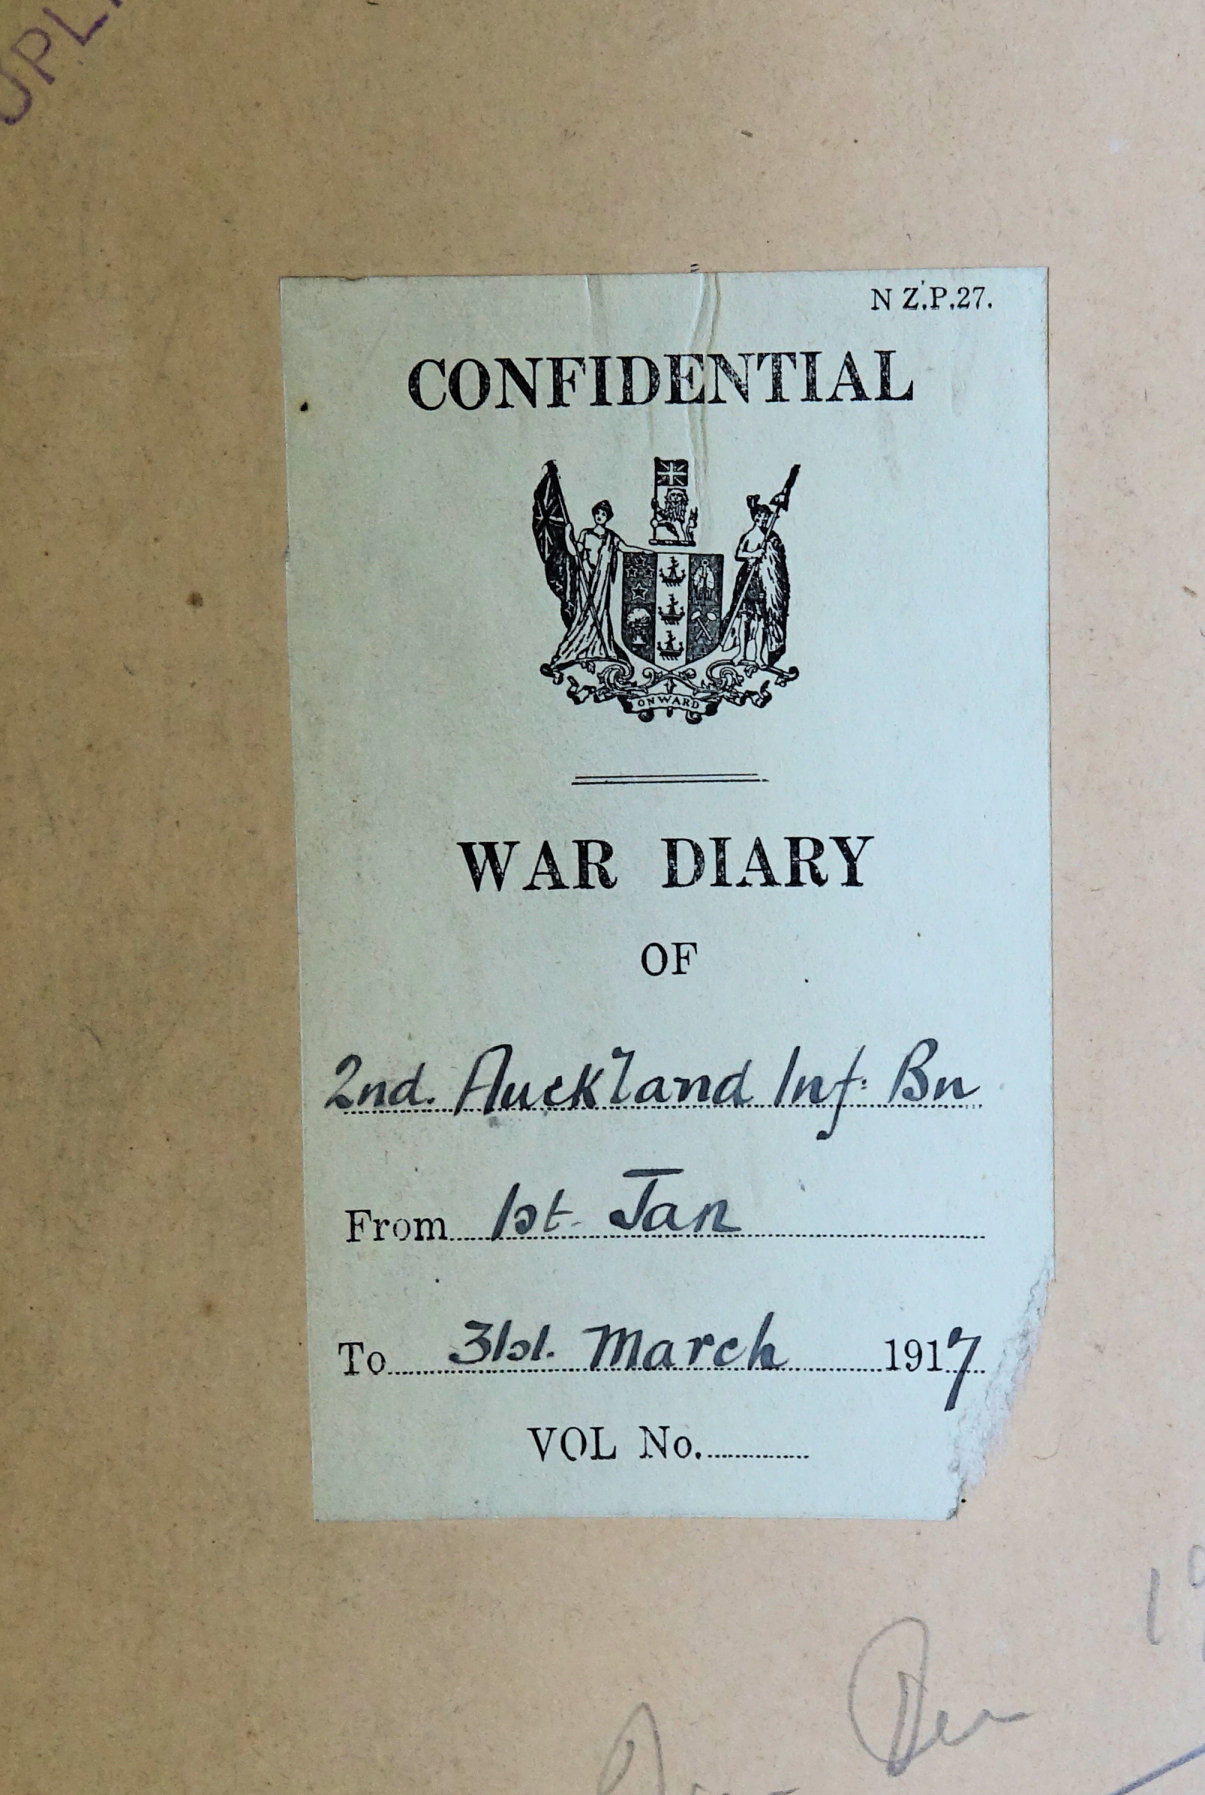 N Z.P.27.
CONFIDENTIAL
ONWARD
WAR DIARY
OF
2nd. Auckland Inf: Bn
From 1st. Jan
To 31st. March 1917
VOL No.